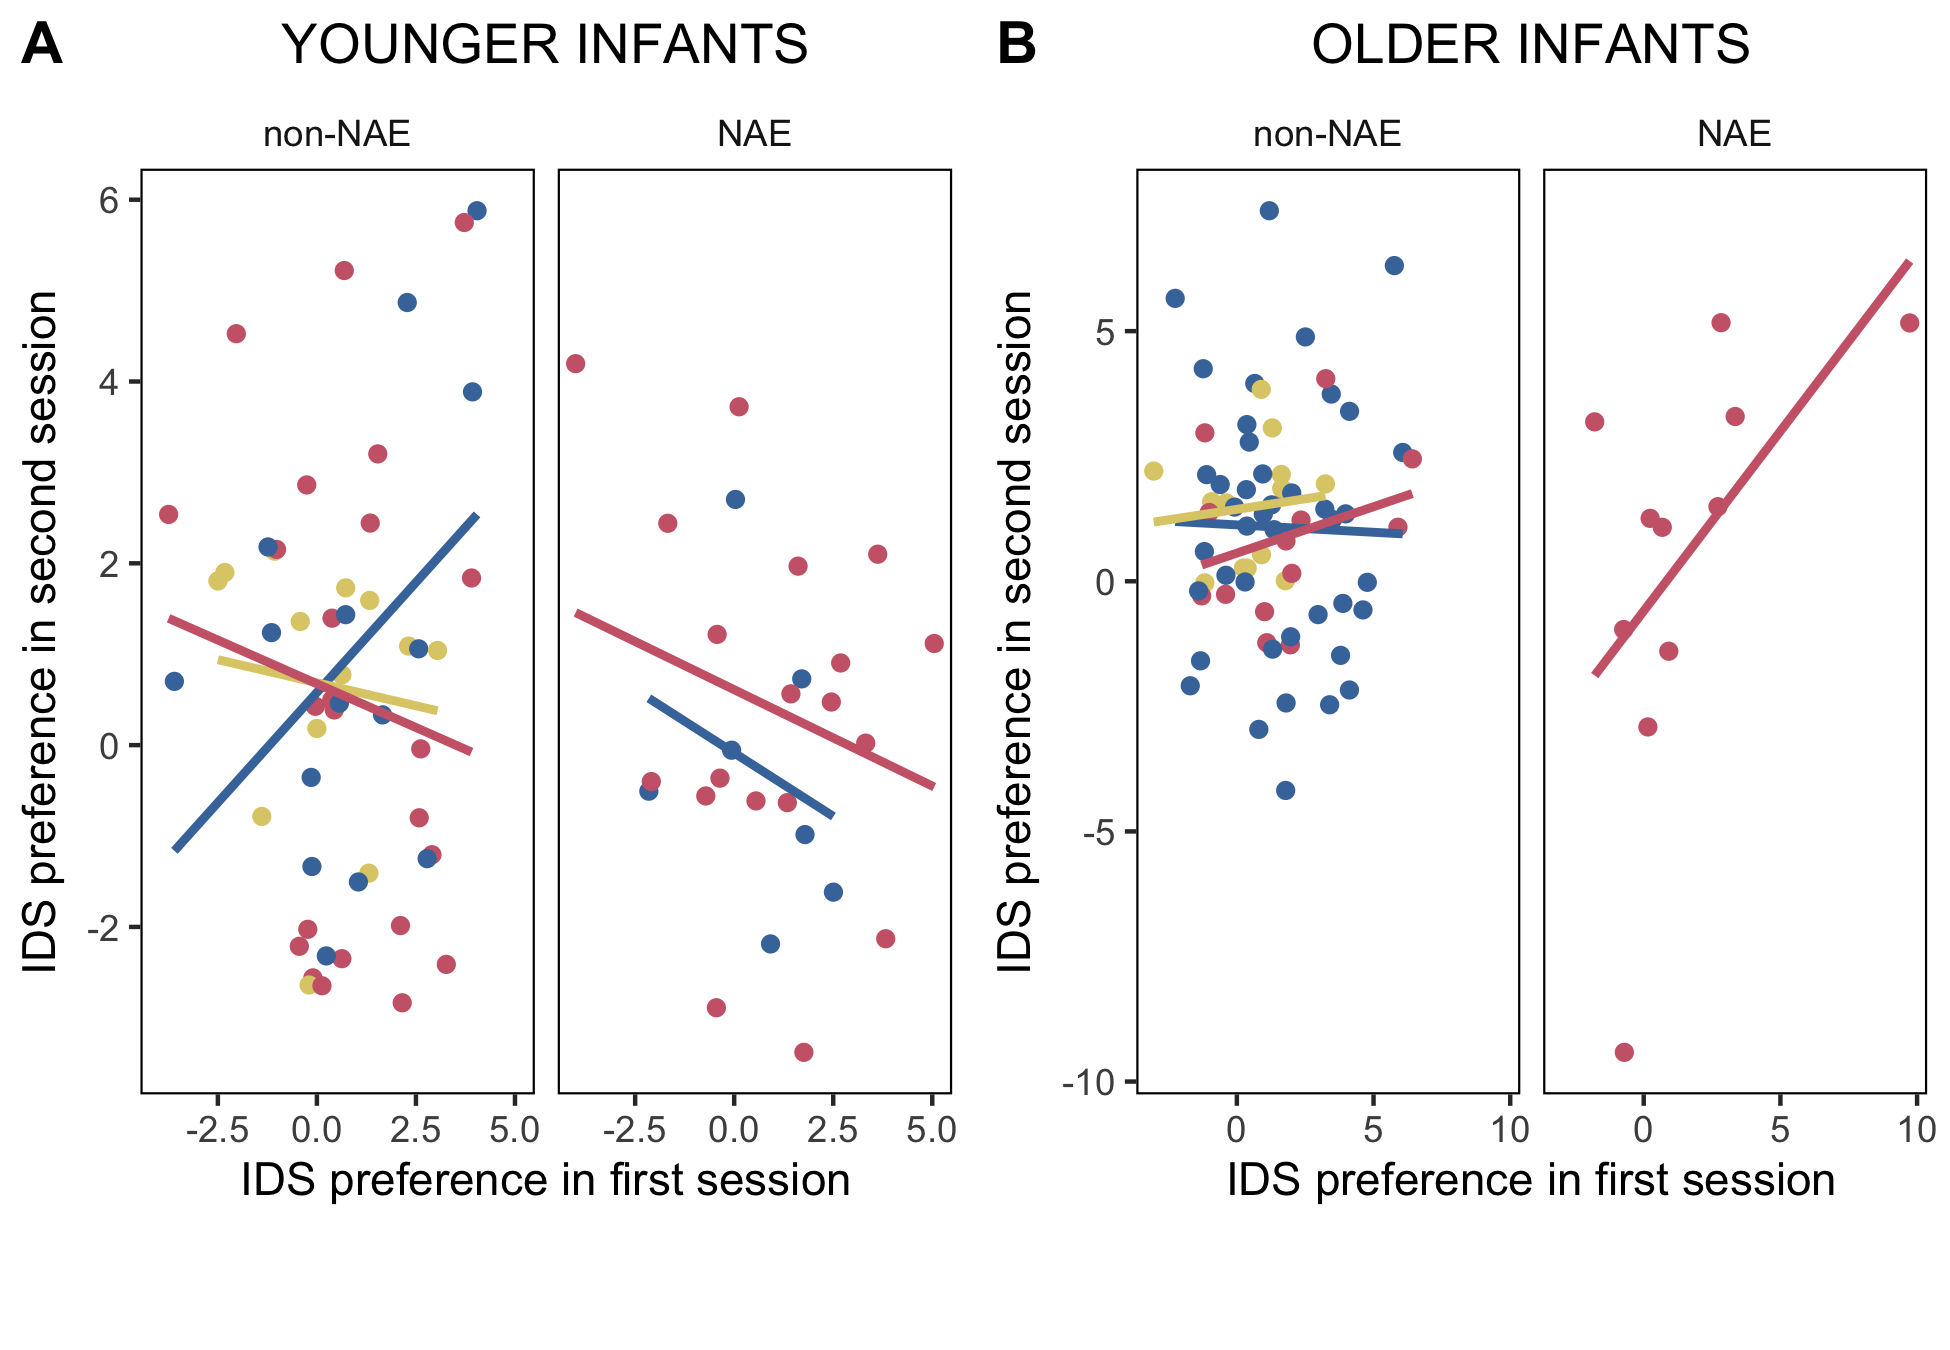 A YOUNGER INFANTS
non-NAE NAE
IDS preference in second session
6
4
2
0
-2
-2.5 0.0 2.5 5.0 -2.5 0.0 2.5 5.0
IDS preference in first session
B OLDER INFANTS
non-NAE NAE
IDS preference in second session
5
0
-5
-10
0 5 10 0 5 10
IDS preference in first session